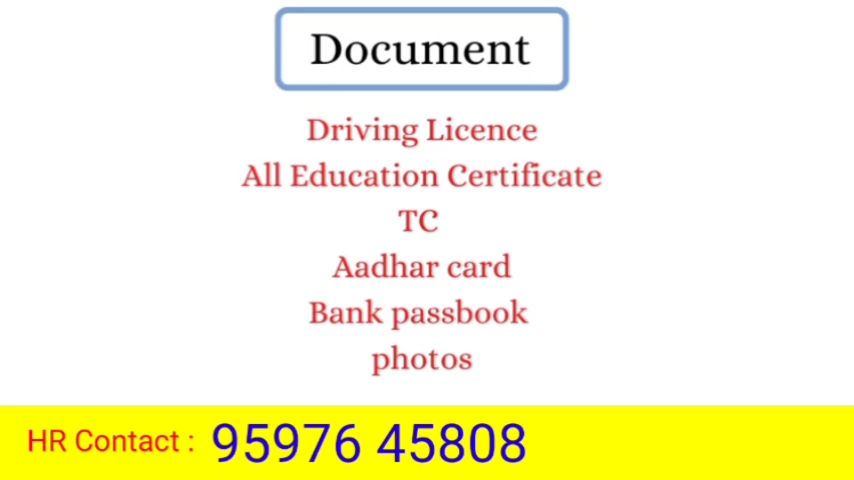 Document
Driving Licence
All Education Certificate
TC
Aadhar card
Bank passbook
photos
HR Contact : 95976 45808